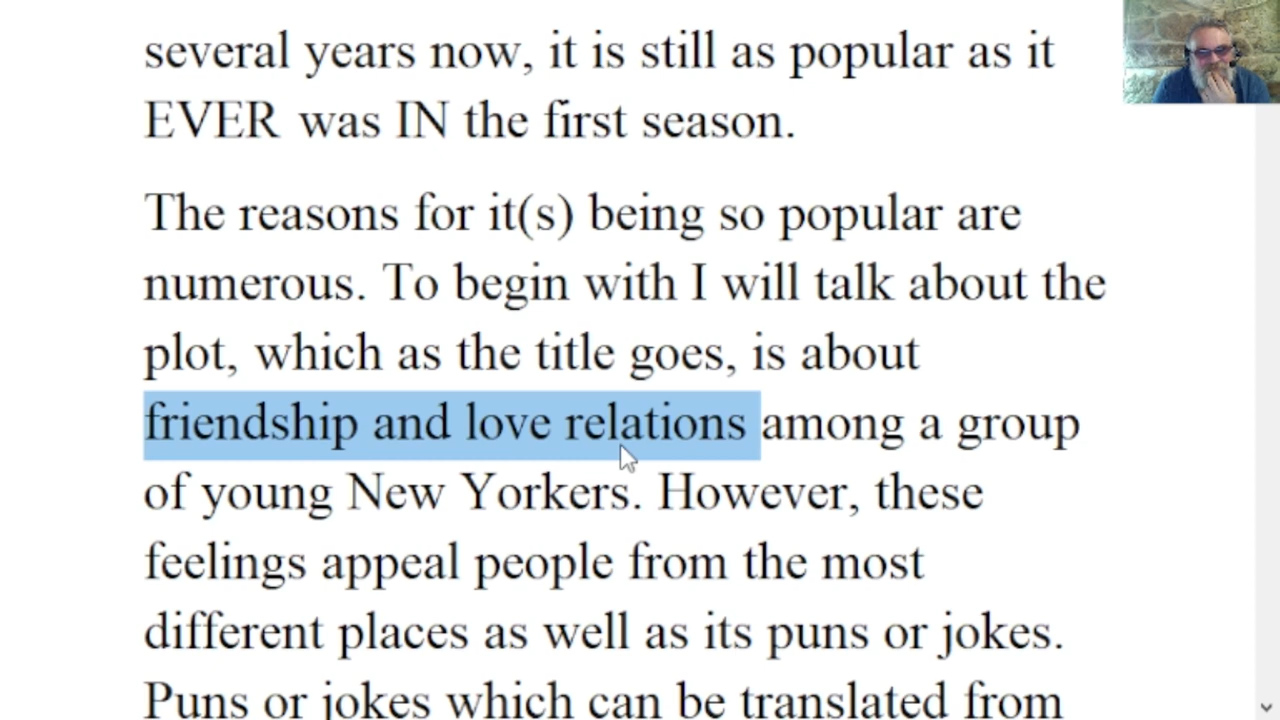 several years now, it is still as popular as it
EVER was IN the first season.
The reasons for it(s) being so popular are
numerous. To begin with I will talk about the
plot, which as the title goes, is about
friendship and love relations among a group
of young New Yorkers. However, these
feelings appeal people from the most
different places as well as its puns or jokes.
Puns or jokes which can be translated from